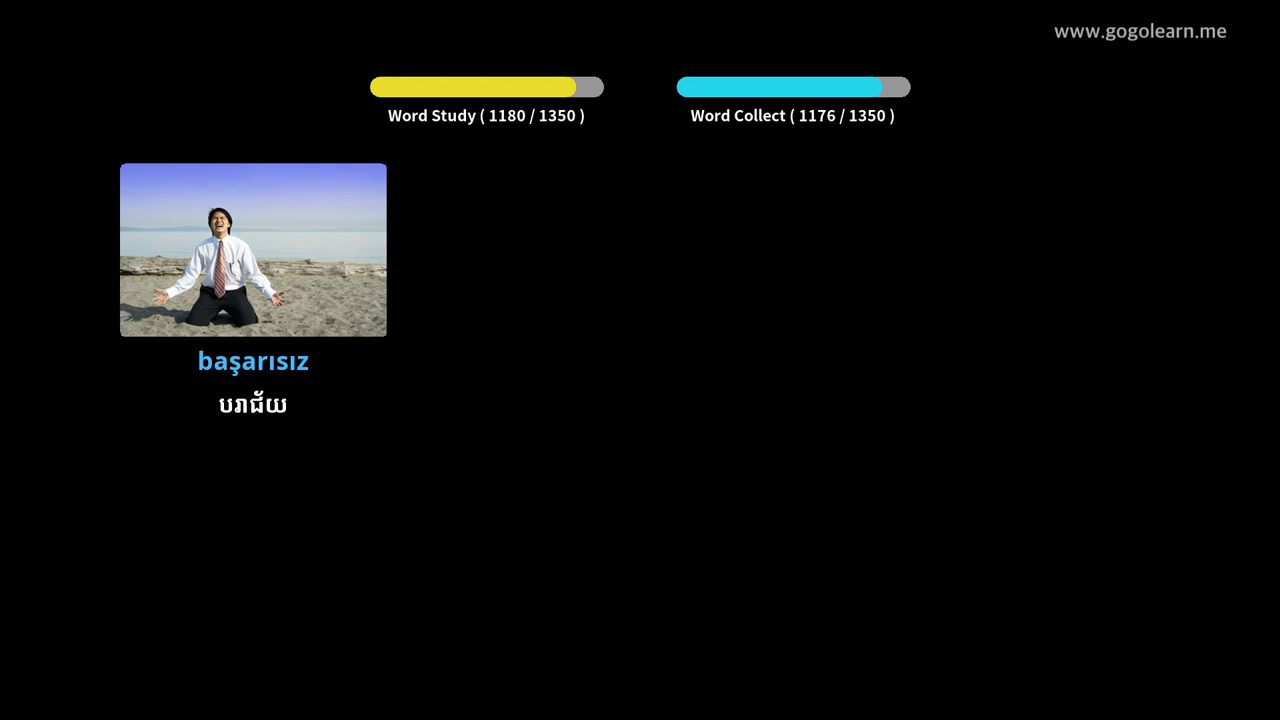 www.gogolearn.me
Word Study ( 1180 / 1350 )
Word Collect ( 1176 / 1350 )
başarısız
បរាជ័យ